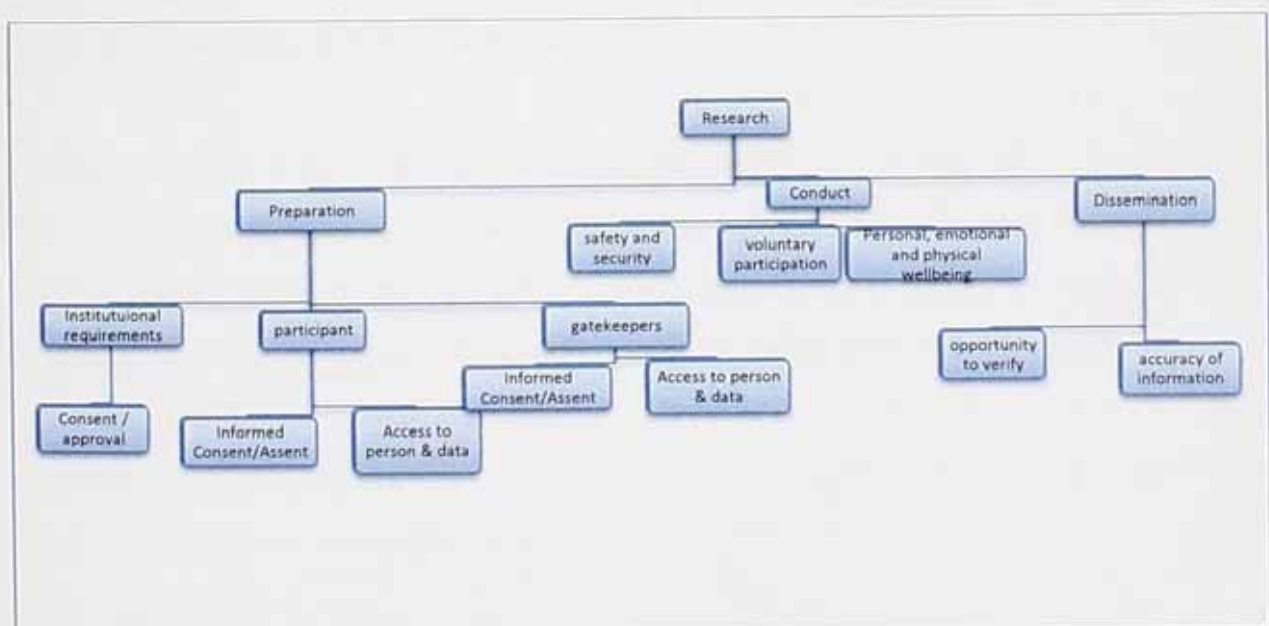 Research
Preparation
Conduct
Dissemination
safety and
security
voluntary
participation
Personal, emotional
and physical
wellbeing
Institutuional
requirements
participant
gatekeepers
opportunity
to verify
accuracy of
information
Consent /
approval
Informed
Consent/Assent
Access to
person & data
Informed
Consent/Assent
Access to person
& data